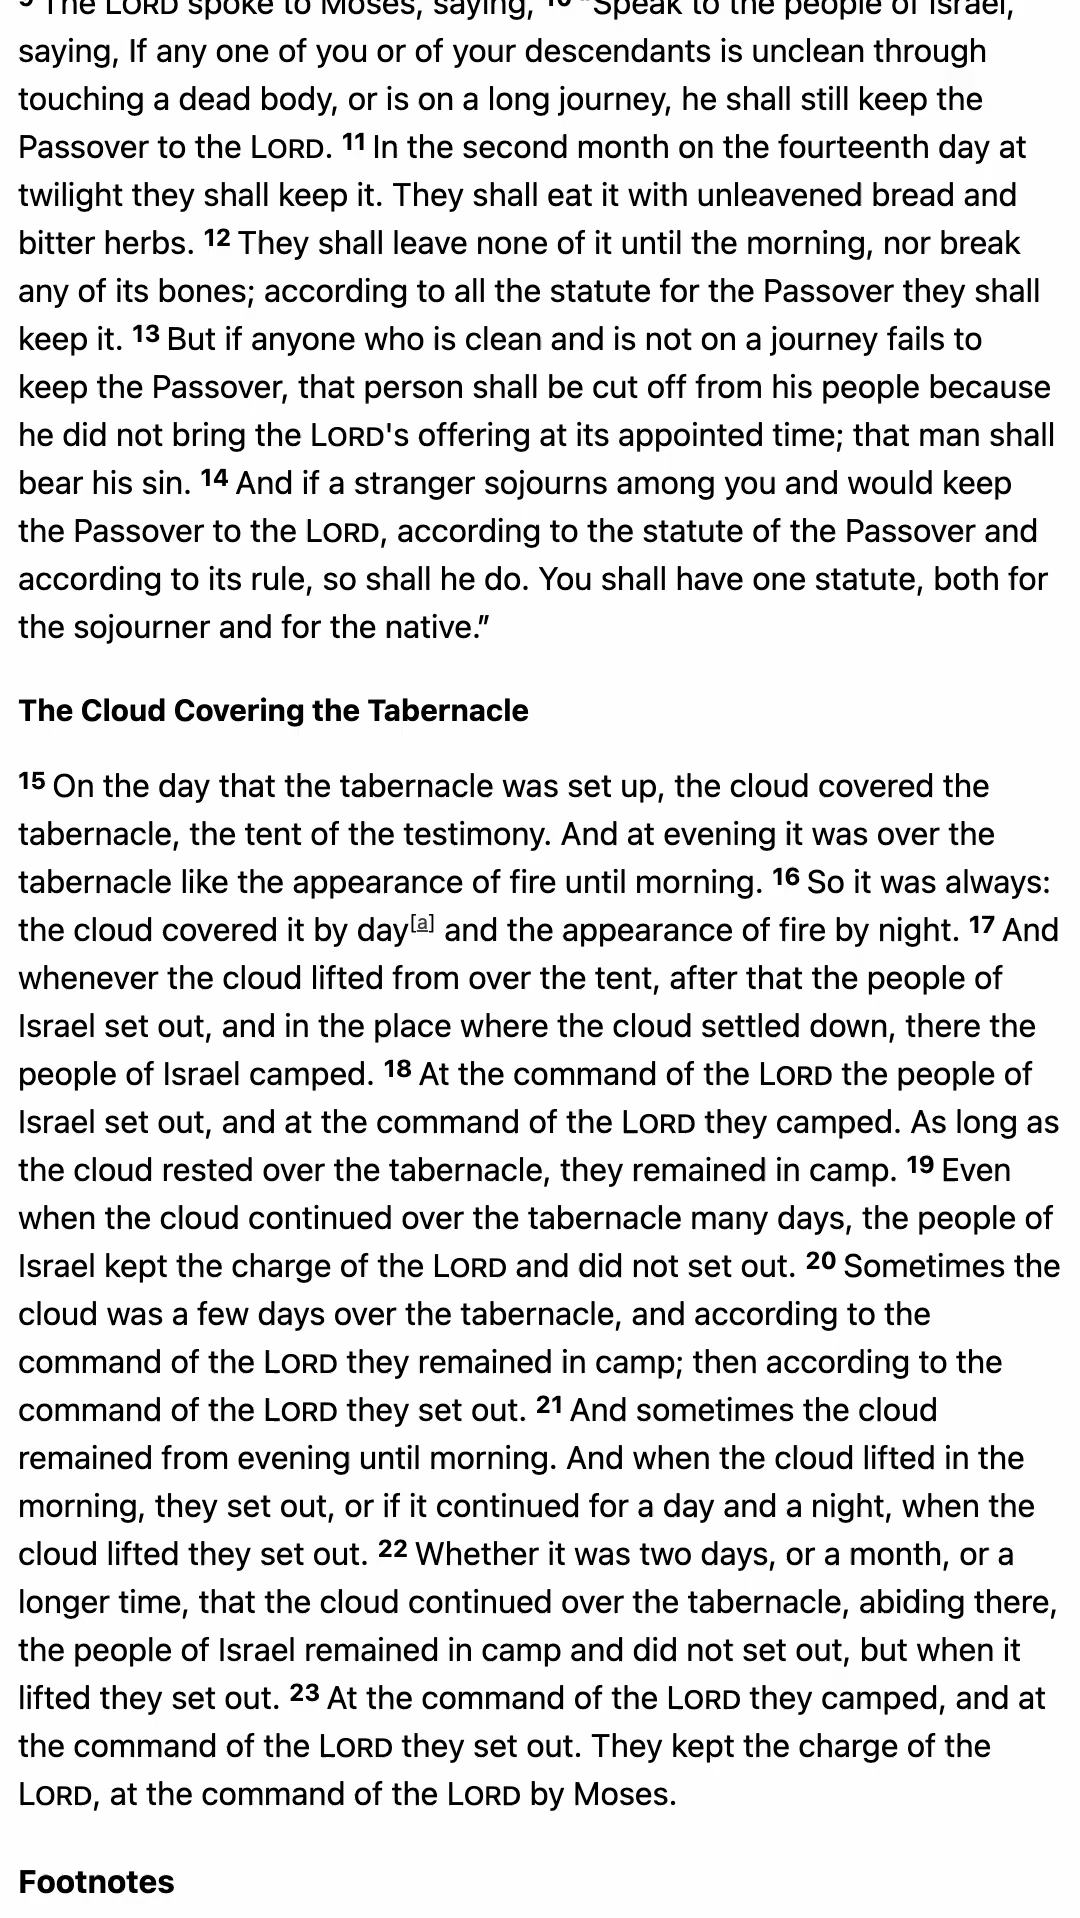 9 The LORD spoke to Moses, saying, 10 “Speak to the people of Israel,
saying, If any one of you or of your descendants is unclean through
touching a dead body, or is on a long journey, he shall still keep the
Passover to the LORD. 11 In the second month on the fourteenth day at
twilight they shall keep it. They shall eat it with unleavened bread and
bitter herbs. 12 They shall leave none of it until the morning, nor break
any of its bones; according to all the statute for the Passover they shall
keep it. 13 But if anyone who is clean and is not on a journey fails to
keep the Passover, that person shall be cut off from his people because
he did not bring the LORD's offering at its appointed time; that man shall
bear his sin. 14 And if a stranger sojourns among you and would keep
the Passover to the LORD, according to the statute of the Passover and
according to its rule, so shall he do. You shall have one statute, both for
the sojourner and for the native.”
The Cloud Covering the Tabernacle
15 On the day that the tabernacle was set up, the cloud covered the
tabernacle, the tent of the testimony. And at evening it was over the
tabernacle like the appearance of fire until morning. 16 So it was always:
the cloud covered it by day[a] and the appearance of fire by night. 17 And
whenever the cloud lifted from over the tent, after that the people of
Israel set out, and in the place where the cloud settled down, there the
people of Israel camped. 18 At the command of the LORD the people of
Israel set out, and at the command of the LORD they camped. As long as
the cloud rested over the tabernacle, they remained in camp. 19 Even
when the cloud continued over the tabernacle many days, the people of
Israel kept the charge of the LORD and did not set out. 20 Sometimes the
cloud was a few days over the tabernacle, and according to the
command of the LORD they remained in camp; then according to the
command of the LORD they set out. 21 And sometimes the cloud
remained from evening until morning. And when the cloud lifted in the
morning, they set out, or if it continued for a day and a night, when the
cloud lifted they set out. 22 Whether it was two days, or a month, or a
longer time, that the cloud continued over the tabernacle, abiding there,
the people of Israel remained in camp and did not set out, but when it
lifted they set out. 23 At the command of the LORD they camped, and at
the command of the LORD they set out. They kept the charge of the
LORD, at the command of the LORD by Moses.
Footnotes